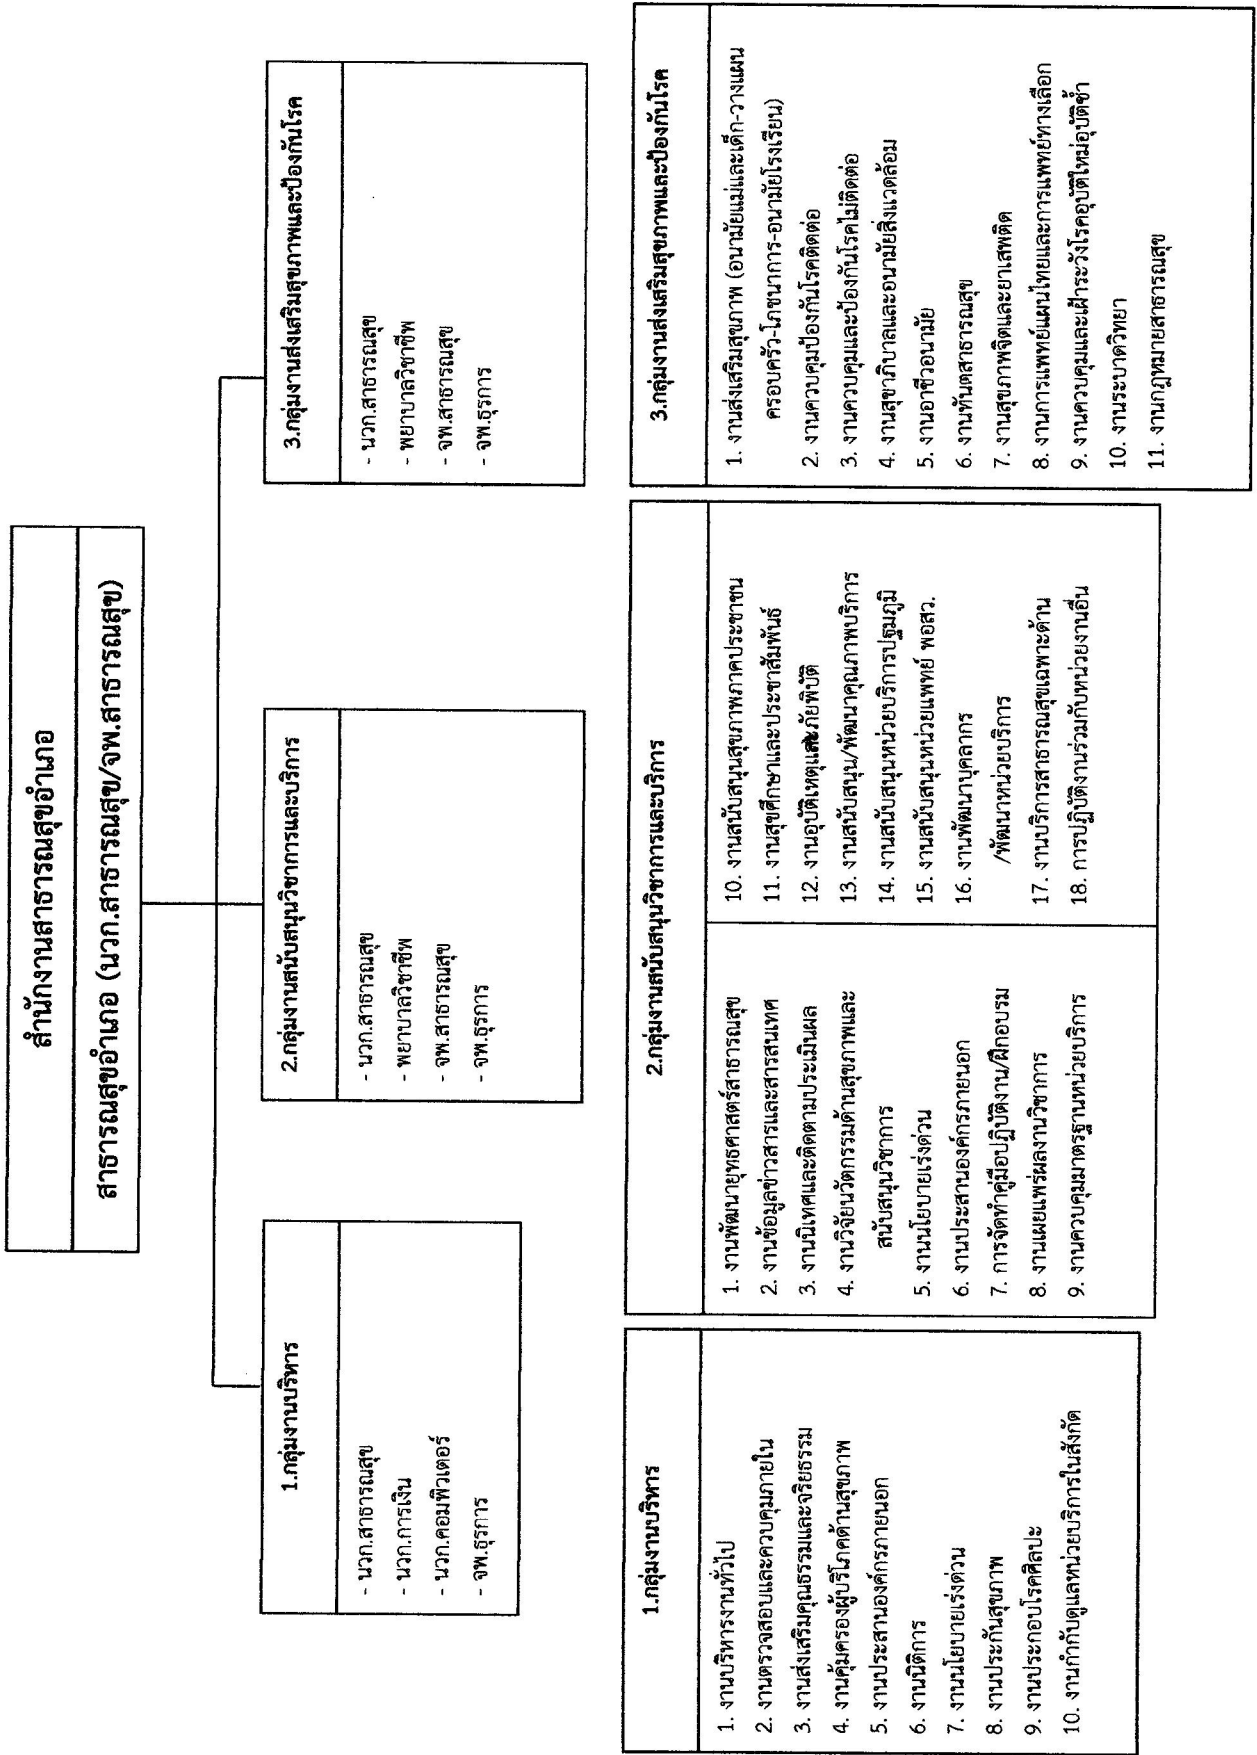 สำนักงานสาธารณสุขอำเภอ
สาธารณสุขอำเภอ (นวก.สาธารณสุข/จพ.สาธารณสุข)
1.กลุ่มงานบริหาร
- นวก.สาธารณสุข
- นวก.การเงิน
- นวก.คอมพิวเตอร์
- จพ.ธุรการ
2.กลุ่มงานสนับสนุนวิชาการและบริการ
- นวก.สาธารณสุข
- พยาบาลวิชาชีพ
- จพ.สาธารณสุข
- จพ.ธุรการ
3.กลุ่มงานส่งเสริมสุขภาพและป้องกันโรค
- นวก.สาธารณสุข
- พยาบาลวิชาชีพ
- จพ.สาธารณสุข
- จพ.ธุรการ
1.กลุ่มงานบริหาร
1. งานบริหารงานทั่วไป
2. งานตรวจสอบและควบคุมภายใน
3. งานส่งเสริมคุณธรรมและจริยธรรม
4. งานคุ้มครองผู้บริโภคด้านสุขภาพ
5. งานประสานองค์กรภายนอก
6. งานนิติการ
7. งานนโยบายเร่งด่วน
8. งานประกันสุขภาพ
9. งานประกอบโรคศิลปะ
10. งานกำกับดูแลหน่วยบริการในสังกัด
2.กลุ่มงานสนับสนุนวิชาการและบริการ
1. งานพัฒนายุทธศาสตร์สาธารณสุข
2. งานข้อมูลข่าวสารและสารสนเทศ
3. งานนิเทศและติดตามประเมินผล
4. งานวิจัยนวัตกรรมด้านสุขภาพและ
สนับสนุนวิชาการ
5. งานนโยบายเร่งด่วน
6. งานประสานองค์กรภายนอก
7. การจัดทำคู่มือปฏิบัติงาน/ฝึกอบรม
8. งานเผยแพร่ผลงานวิชาการ
9. งานควบคุมมาตรฐานหน่วยบริการ
10. งานสนับสนุนสุขภาพภาคประชาชน
11. งานสุขศึกษาและประชาสัมพันธ์
12. งานอุบัติเหตุและภัยพิบัติ
13. งานสนับสนุน/พัฒนาคุณภาพบริการ
14. งานสนับสนุนหน่วยบริการปฐมภูมิ
15. งานสนับสนุนหน่วยแพทย์ พอสว.
16. งานพัฒนาบุคลากร
/พัฒนาหน่วยบริการ
17. งานบริการสาธารณสุขเฉพาะด้าน
18. การปฏิบัติงานร่วมกับหน่วยงานอื่น
3.กลุ่มงานส่งเสริมสุขภาพและป้องกันโรค
1. งานส่งเสริมสุขภาพ (อนามัยแม่และเด็ก-วางแผน
ครอบครัว-โภชนาการ-อนามัยโรงเรียน)
2. งานควบคุมป้องกันโรคติดต่อ
3. งานควบคุมและป้องกันโรคไม่ติดต่อ
4. งานสุขาภิบาลและอนามัยสิ่งแวดล้อม
5. งานอาชีวอนามัย
6. งานทันตสาธารณสุข
7. งานสุขภาพจิตและยาเสพติด
8. งานการแพทย์แผนไทยและการแพทย์ทางเลือก
9. งานควบคุมและเฝ้าระวังโรคอุบัติใหม่อุบัติซ้ำ
10. งานระบาดวิทยา
11. งานกฎหมายสาธารณสุข